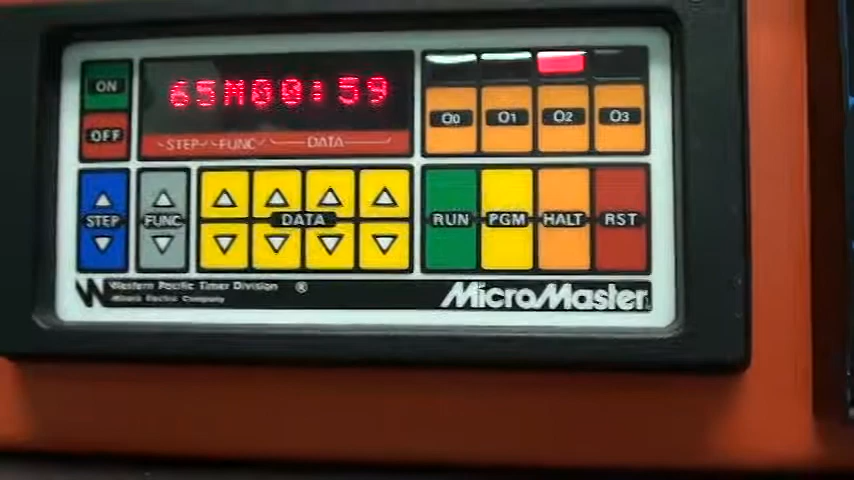 ON
65M00:59
OFF
STEP FUNC DATA
O0 O1 O2 O3
STEP FUNC DATA RUN PGM HALT RST
Western Pacific Timer Division ®
Electric Company
MicroMaster